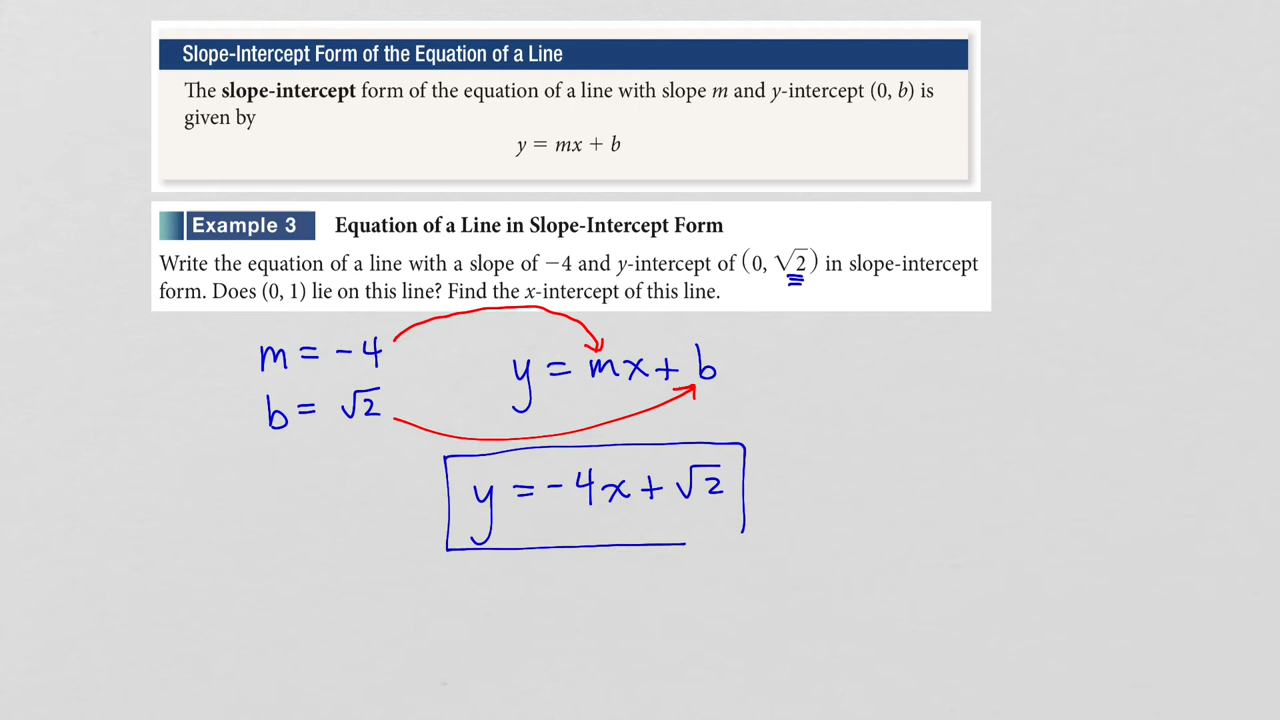 Slope-Intercept Form of the Equation of a Line
The slope-intercept form of the equation of a line with slope m and y-intercept (0, b) is
given by
y = mx + b
Example 3 Equation of a Line in Slope-Intercept Form
Write the equation of a line with a slope of −4 and y-intercept of (0, √2) in slope-intercept
form. Does (0, 1) lie on this line? Find the x-intercept of this line.
m = -4
y = mx + b
b = √2
y = -4x + √2